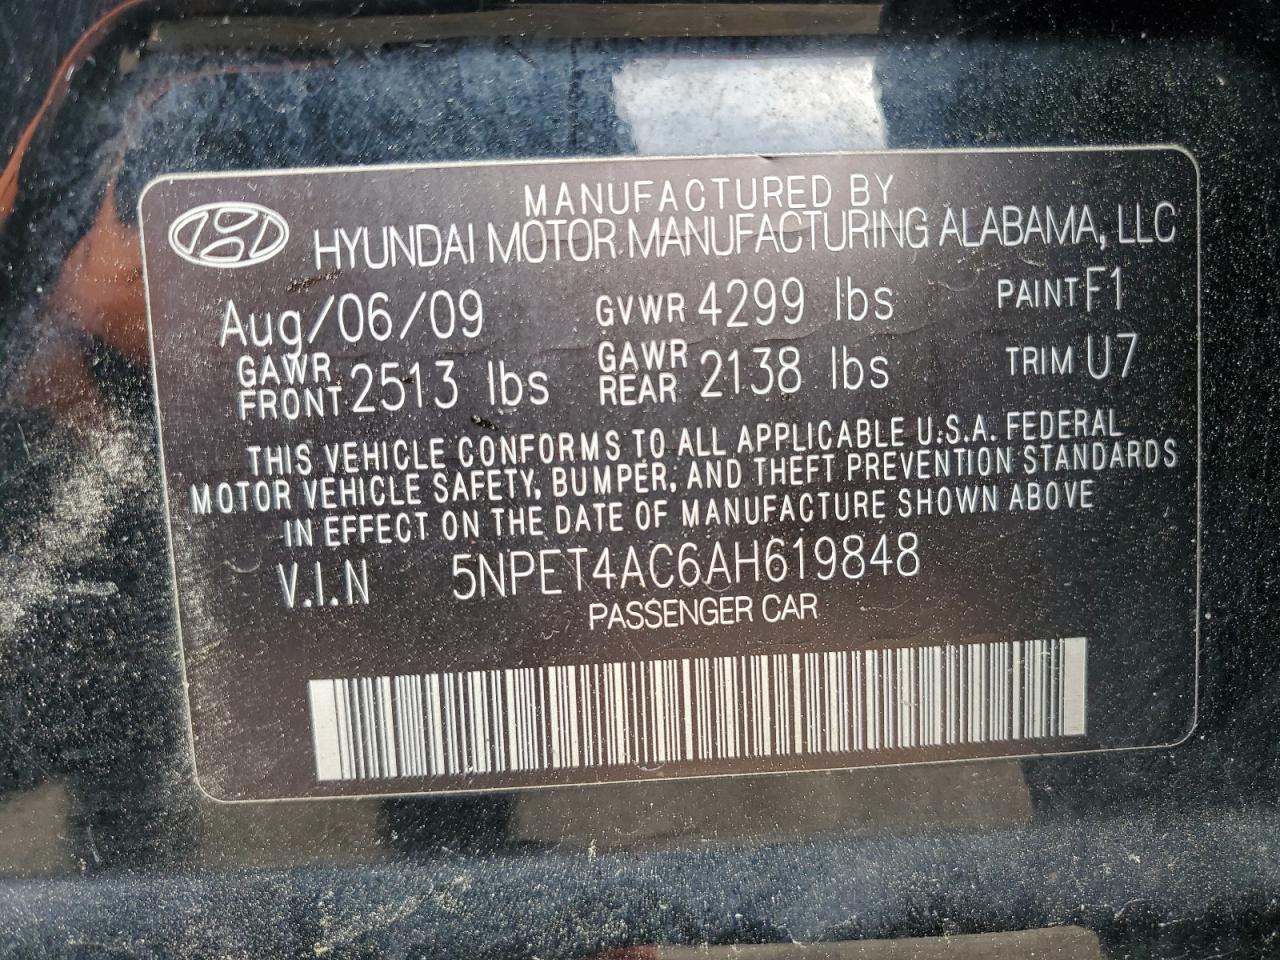 MANUFACTURED BY
HYUNDAI MOTOR MANUFACTURING ALABAMA, LLC
Aug/06/09 GVWR 4299 lbs PAINT F1
GAWR FRONT 2513 lbs GAWR REAR 2138 lbs TRIM U7
THIS VEHICLE CONFORMS TO ALL APPLICABLE U.S.A. FEDERAL
MOTOR VEHICLE SAFETY, BUMPER, AND THEFT PREVENTION STANDARDS
IN EFFECT ON THE DATE OF MANUFACTURE SHOWN ABOVE
V.I.N 5NPET4AC6AH619848
PASSENGER CAR